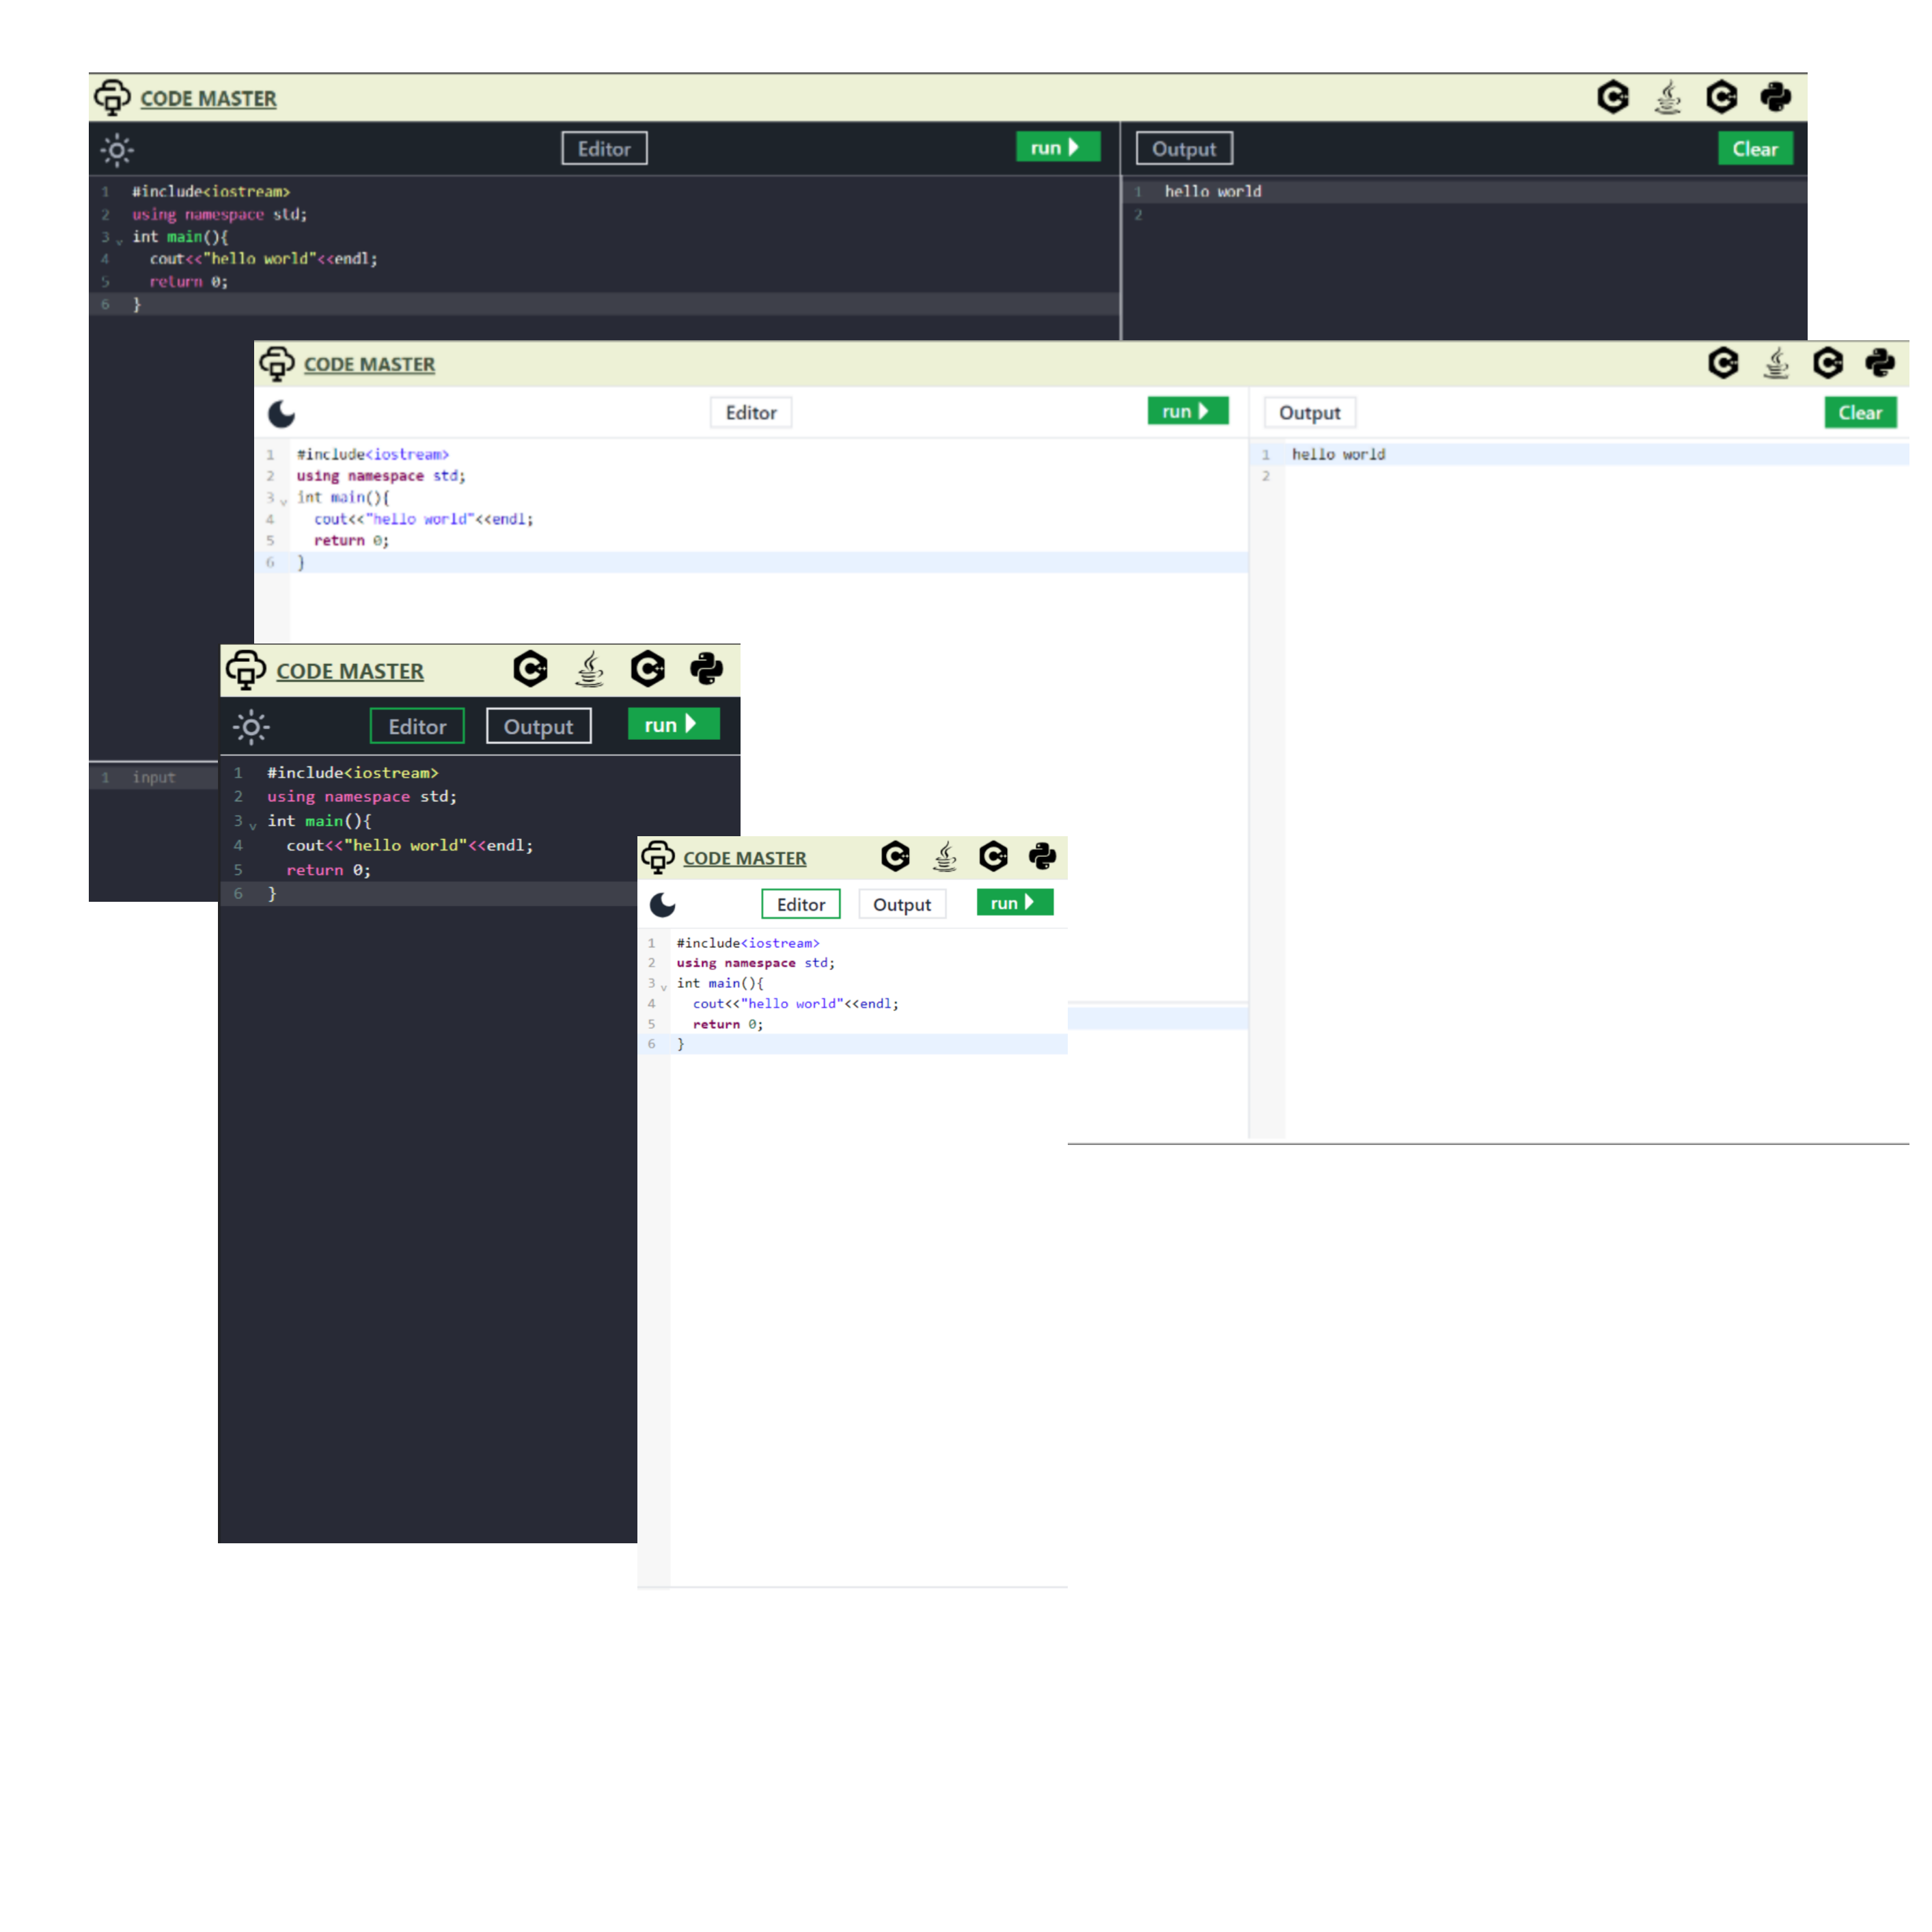 CODE MASTER
Editor run Output Clear
1 #include<iostream>
2 using namespace std;
3 int main(){
4 cout<<"hello world"<<endl;
5 return 0;
6 }
1 input
1 hello world
2
CODE MASTER
Editor run Output Clear
1 #include<iostream>
2 using namespace std;
3 int main(){
4 cout<<"hello world"<<endl;
5 return 0;
6 }
1 hello world
2
CODE MASTER
Editor Output run
1 #include<iostream>
2 using namespace std;
3 int main(){
4 cout<<"hello world"<<endl;
5 return 0;
6 }
CODE MASTER
Editor Output run
1 #include<iostream>
2 using namespace std;
3 int main(){
4 cout<<"hello world"<<endl;
5 return 0;
6 }